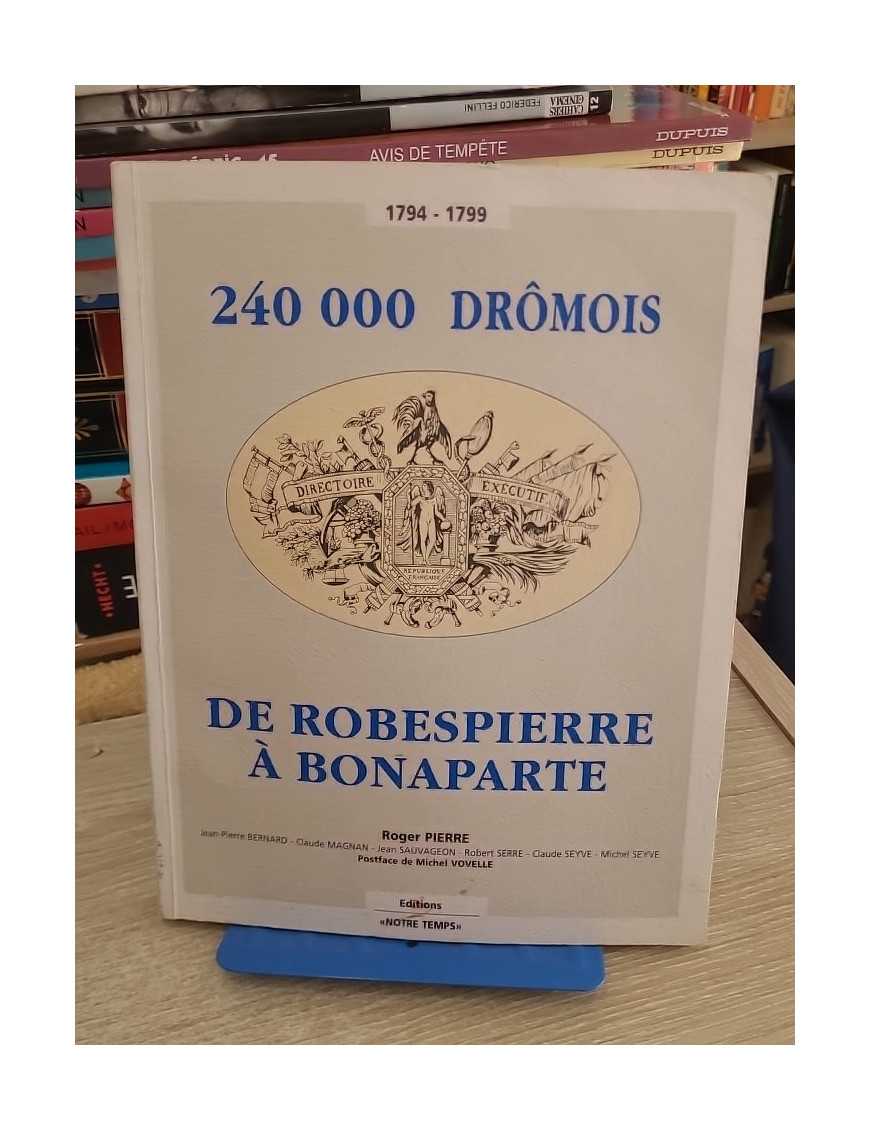 FEDERICO FELLINI
CAHIERS
CINEMA
12
AVIS DE TEMPÊTE
DUPUIS
DUPUIS
1794 - 1799
240 000 DRÔMOIS
DIRECTOIRE
EXECUTIF
REPUBLIQUE
FRANÇAISE
DE ROBESPIERRE
À BONAPARTE
Roger PIERRE
Jean-Pierre BERNARD - Claude MAGNAN - Jean SAUVAGEON - Robert SERRE - Claude SEYVE - Michel SEYVE
Postface de Michel VOVELLE
Editions
«NOTRE TEMPS»
HECHT